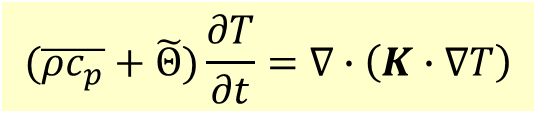 $(\overline{\rho c_p} + \widetilde{\Theta})\frac{\partial T}{\partial t} = \nabla \cdot (\boldsymbol{K} \cdot \nabla T)$